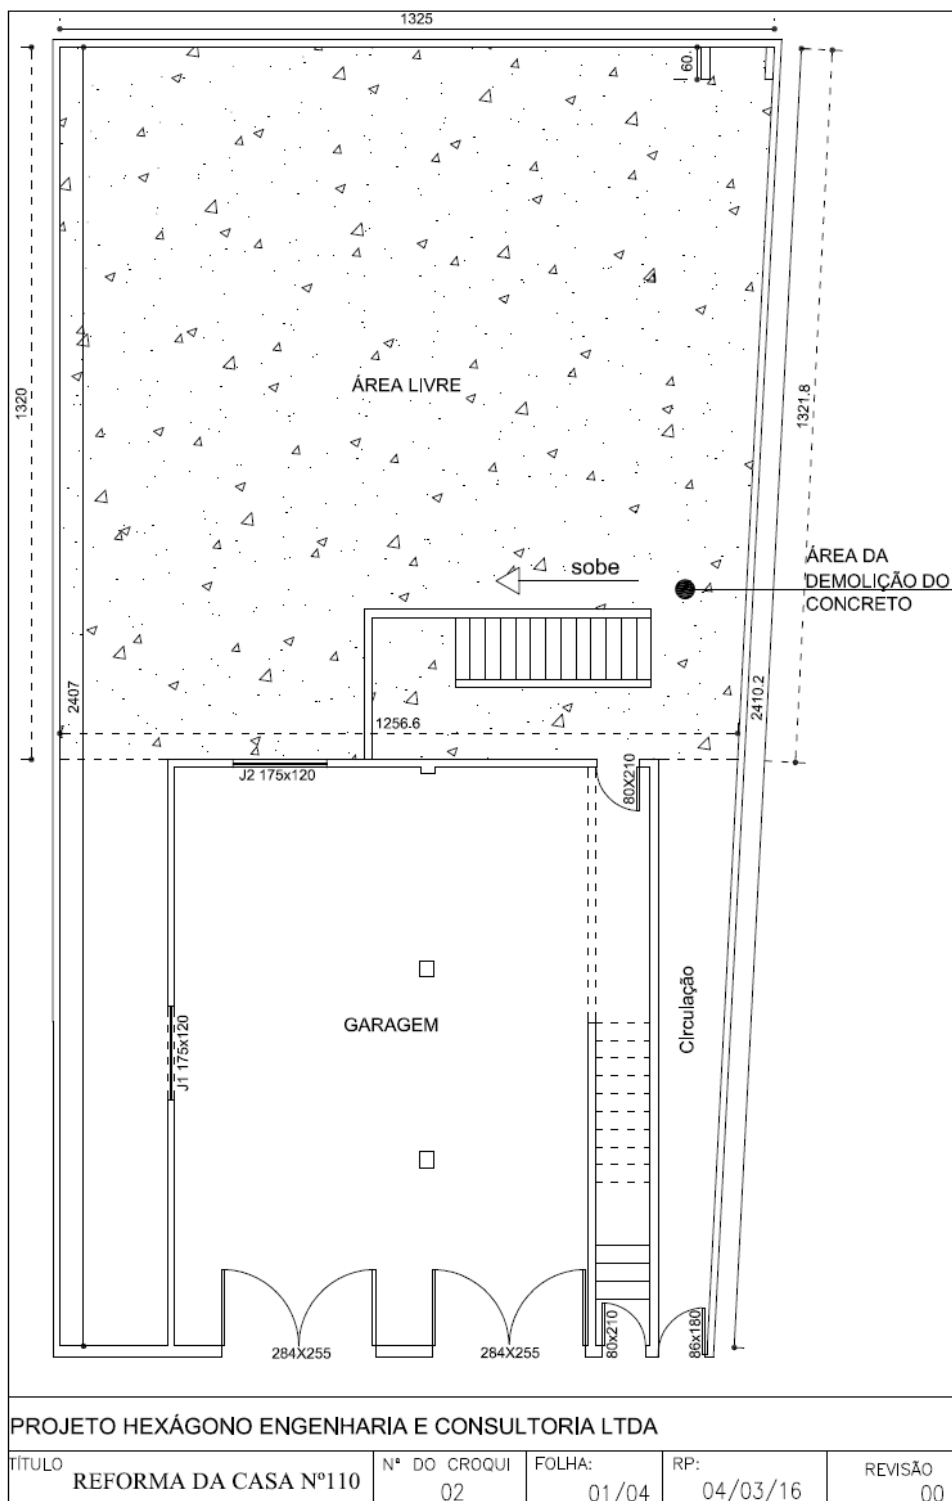 1325
60.
1320
ÁREA LIVRE
1321.8
sobe
ÁREA DA
DEMOLIÇÃO DO
CONCRETO
2407
1256.6
2410.2
J2 175x120
80X210
J1 175x120
GARAGEM
Circulação
284X255
284X255
80x210
86x180
PROJETO HEXÁGONO ENGENHARIA E CONSULTORIA LTDA
TÍTULO
REFORMA DA CASA Nº110
Nª DO CROQUI
02
FOLHA:
01/04
RP:
04/03/16
REVISÃO
00